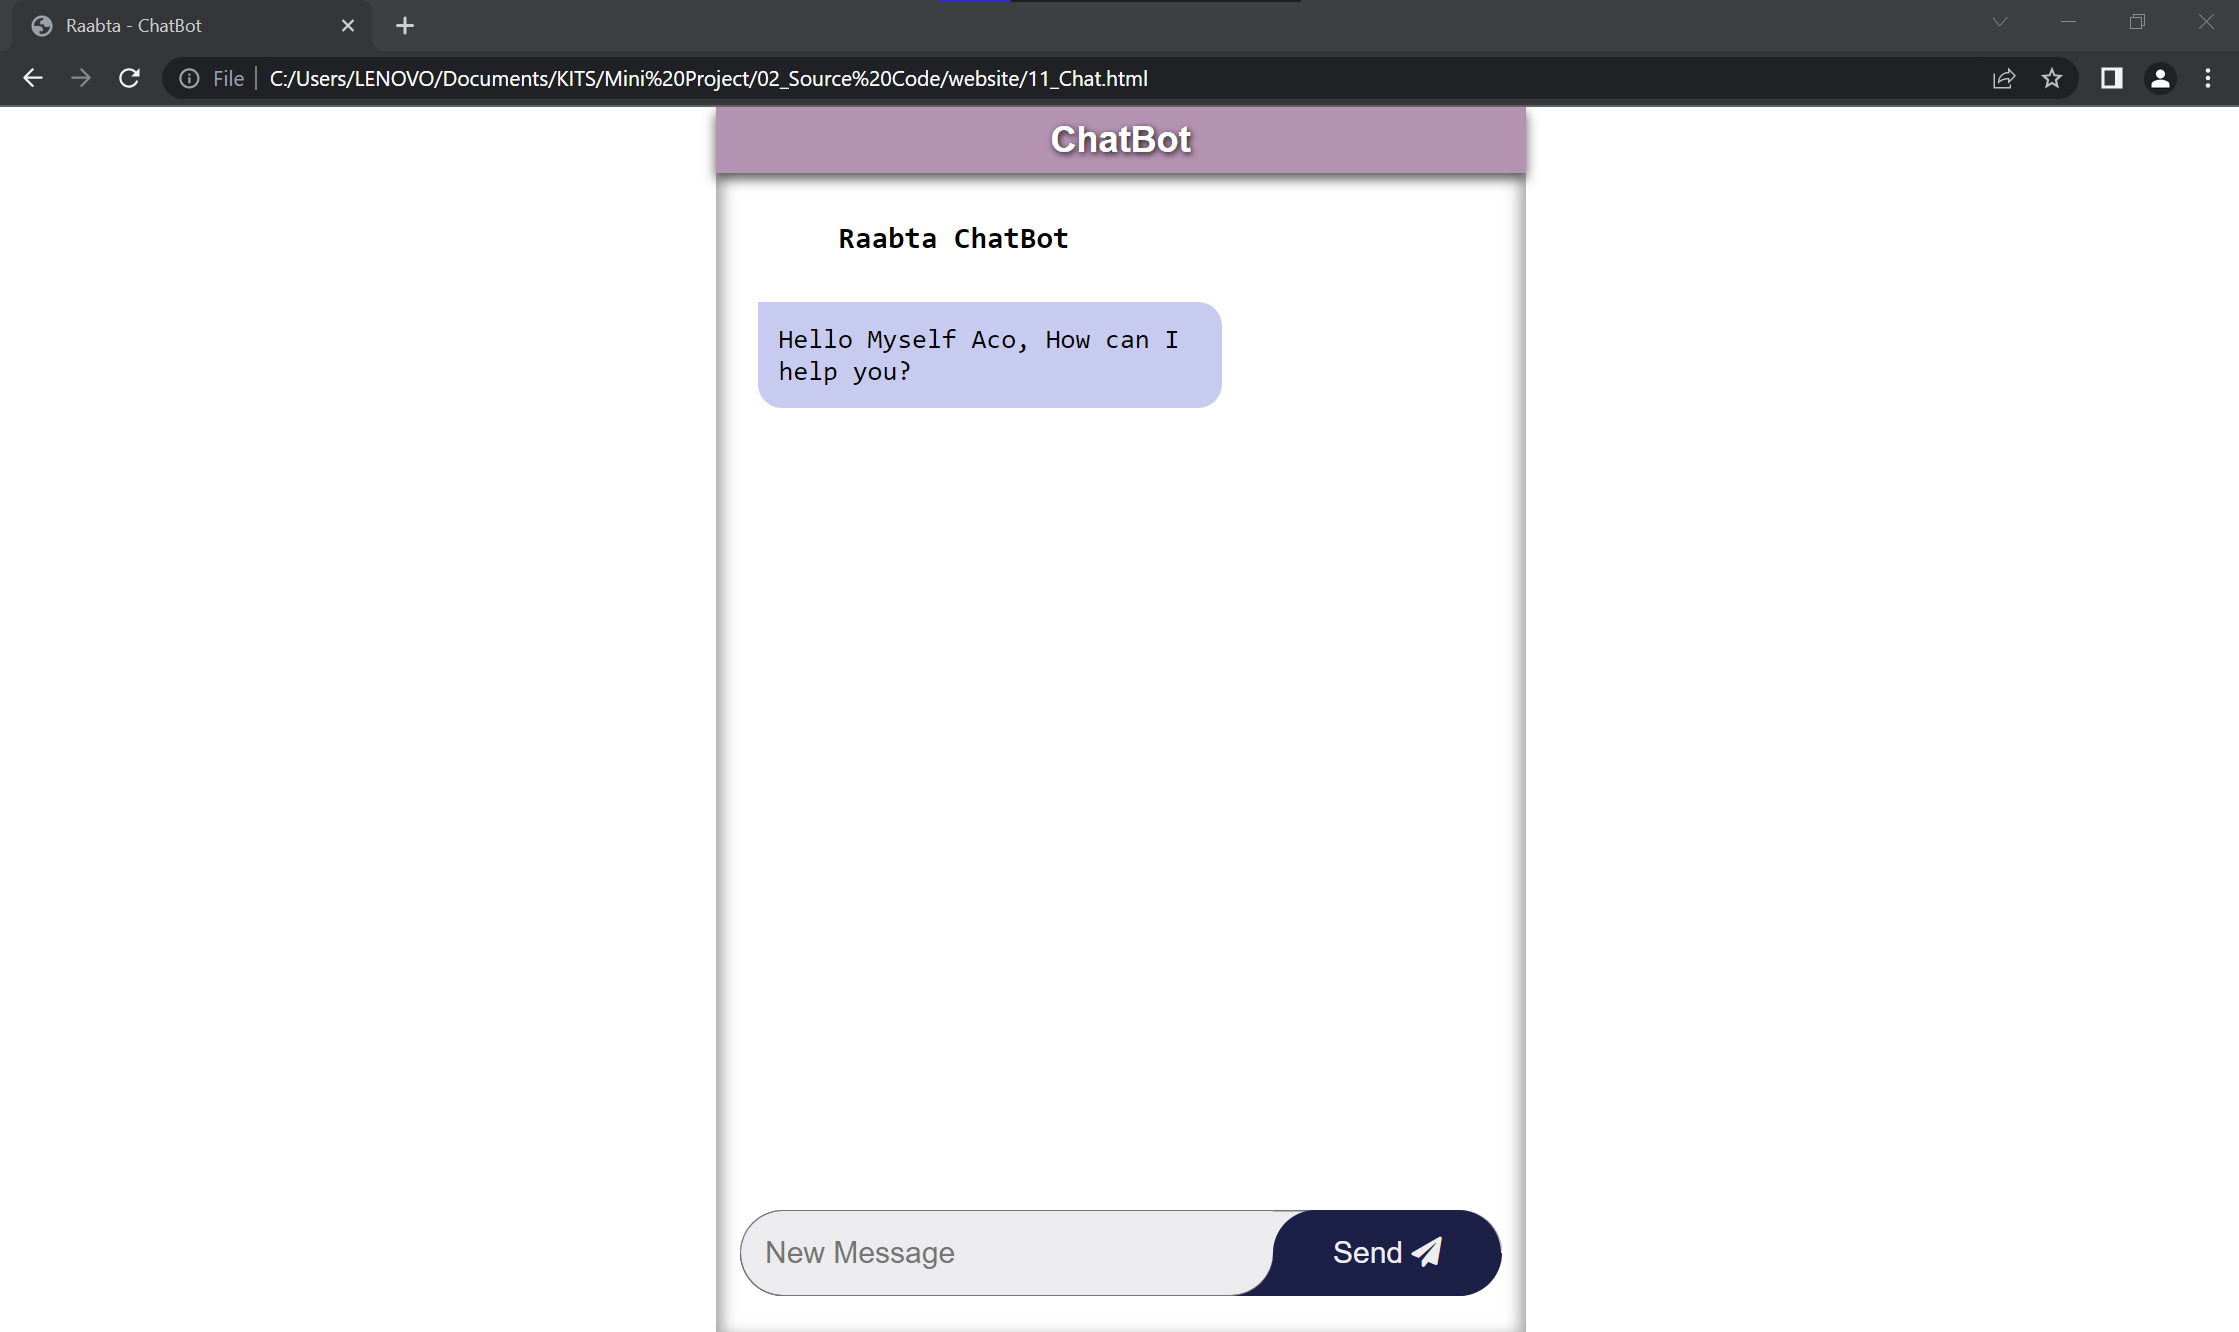 Raabta - ChatBot
File C:/Users/LENOVO/Documents/KITS/Mini%20Project/02_Source%20Code/website/11_Chat.html
ChatBot
Raabta ChatBot
Hello Myself Aco, How can I
help you?
New Message
Send